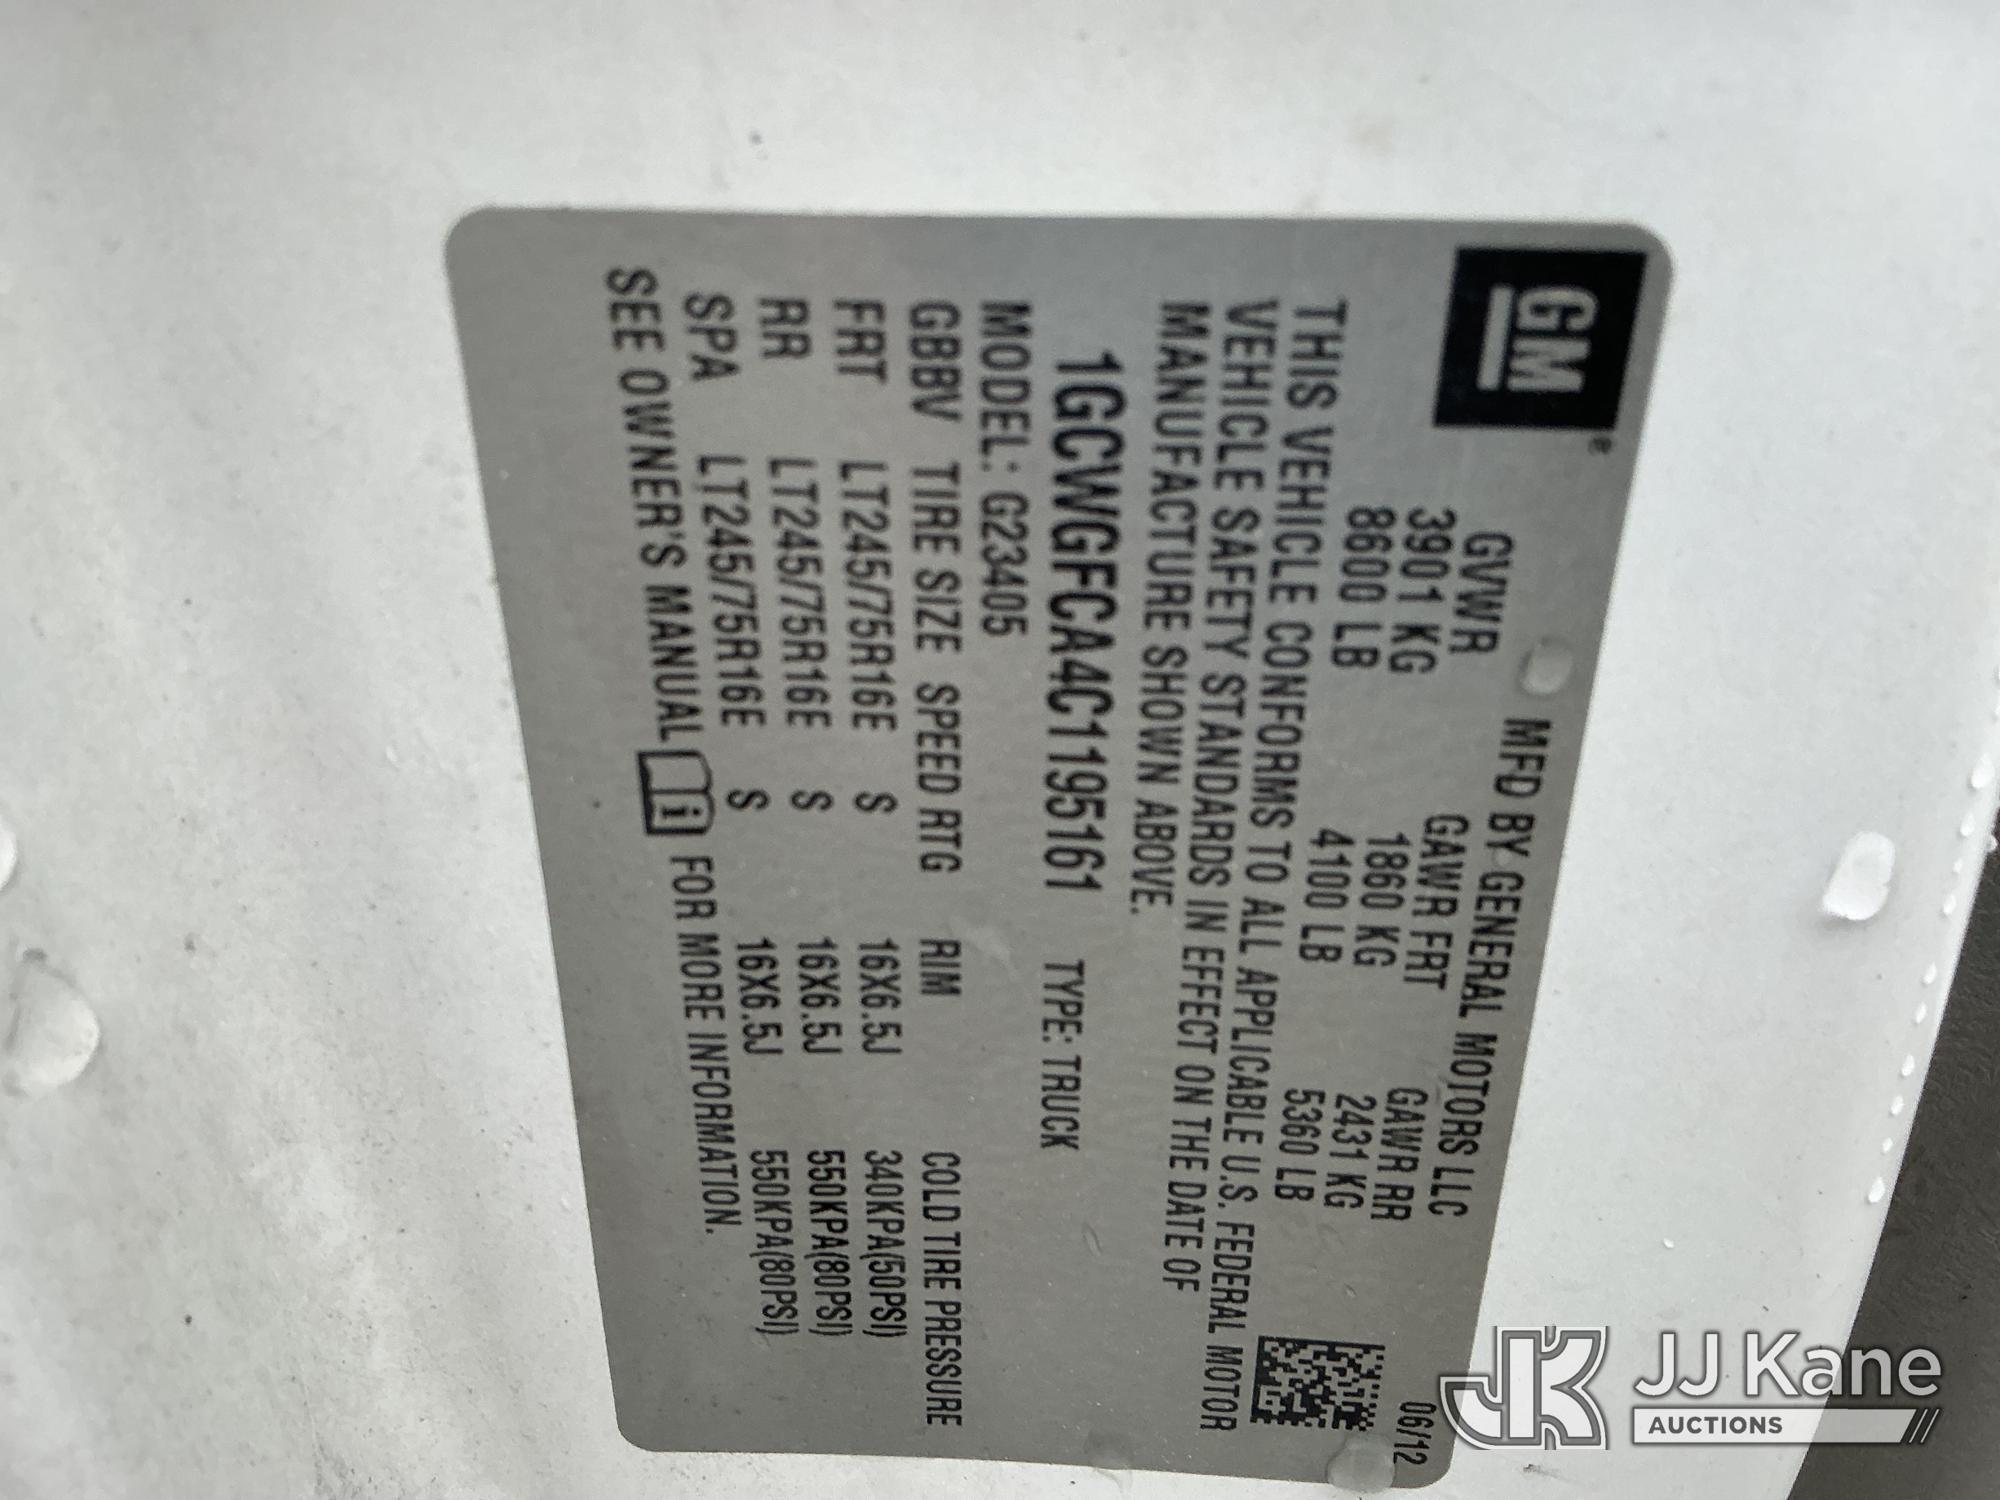 GM
MFD BY GENERAL MOTORS LLC 06/12
GVWR GAWR FRT GAWR RR
3901 KG 1860 KG 2431 KG
8600 LB 4100 LB 5360 LB
THIS VEHICLE CONFORMS TO ALL APPLICABLE U.S. FEDERAL MOTOR
VEHICLE SAFETY STANDARDS IN EFFECT ON THE DATE OF
MANUFACTURE SHOWN ABOVE.
1GCWGFCA4C1195161 TYPE: TRUCK
MODEL: G23405
GBBV TIRE SIZE SPEED RTG RIM COLD TIRE PRESSURE
FRT LT245/75R16E S 16X6.5J 340KPA(50PSI)
RR LT245/75R16E S 16X6.5J 550KPA(80PSI)
SPA LT245/75R16E S 16X6.5J 550KPA(80PSI)
SEE OWNER'S MANUAL i FOR MORE INFORMATION.
JK JJ Kane
AUCTIONS